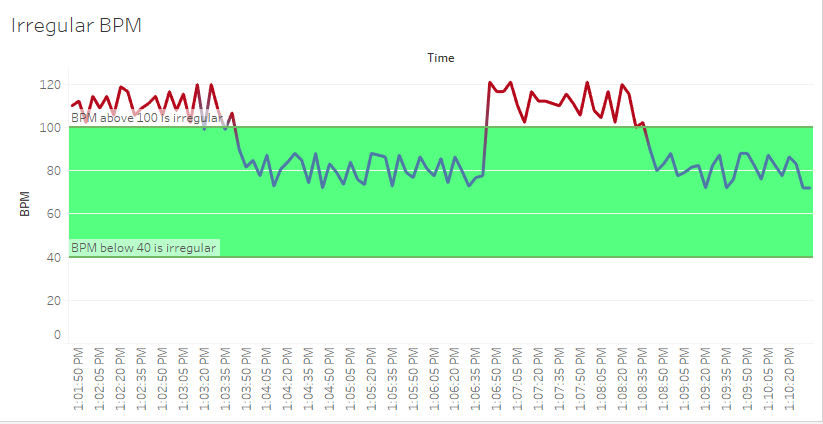 Irregular BPM
Time
120
BPM above 100 is irregular
100
80
BPM
60
BPM below 40 is irregular
40
20
0
1:01:50 PM
1:02:05 PM
1:02:20 PM
1:02:35 PM
1:02:50 PM
1:03:05 PM
1:03:20 PM
1:03:35 PM
1:03:50 PM
1:04:05 PM
1:04:20 PM
1:04:35 PM
1:04:50 PM
1:05:05 PM
1:05:20 PM
1:05:35 PM
1:05:50 PM
1:06:05 PM
1:06:20 PM
1:06:35 PM
1:06:50 PM
1:07:05 PM
1:07:20 PM
1:07:35 PM
1:07:50 PM
1:08:05 PM
1:08:20 PM
1:08:35 PM
1:08:50 PM
1:09:05 PM
1:09:20 PM
1:09:35 PM
1:09:50 PM
1:10:05 PM
1:10:20 PM